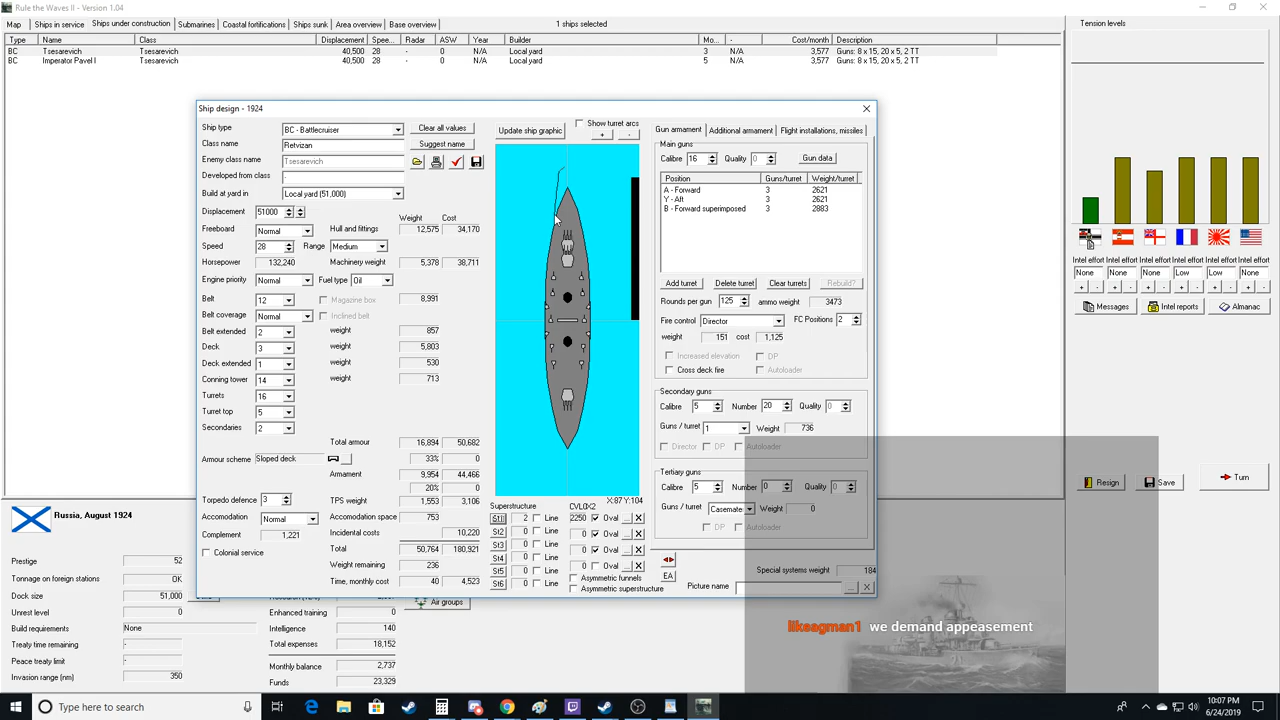 Rule the Waves II - Version 1.04
Map Ships in service Ships under construction Submarines Coastal fortifications Ships sunk Area overview Base overview 1 ships selected
Type Name Class Displacement Spee... Radar ASW Year Builder Mo... - Cost/month Description
BC Tsesarevich Tsesarevich 40,500 28 - 0 N/A Local yard 3 N/A 3,577 Guns: 8 x 15, 20 x 5, 2 TT
BC Imperator Pavel I Tsesarevich 40,500 28 - 0 N/A Local yard 5 N/A 3,577 Guns: 8 x 15, 20 x 5, 2 TT
Tension levels
Intel effort Intel effort Intel effort Intel effort Intel effort Intel effort
None None None Low Low None
+ - + - + - + - + - + -
Messages Intel reports Almanac
Resign Save Turn
Ship design - 1924
Ship type BC - Battlecruiser Clear all values
Class name Retvizan Suggest name
Enemy class name Tsesarevich
Developed from class -
Build at yard in Local yard (51,000)
Displacement 51000
Weight Cost
Freeboard Normal Hull and fittings 12,575 34,170
Speed 28 Range Medium
Horsepower 132,240 Machinery weight 5,378 38,711
Engine priority Normal Fuel type Oil
Belt 12 Magazine box 8,991
Belt coverage Normal Inclined belt
Belt extended 2 weight 857
Deck 3 weight 5,803
Deck extended 1 weight 530
Conning tower 14 weight 713
Turrets 16
Turret top 5
Secondaries 2
Total armour 16,894 50,682
Armour scheme Sloped deck 33% 0
Armament 9,954 44,466
20% 0
Torpedo defence 3 TPS weight 1,553 3,106
Accomodation Normal Accomodation space 753
Complement 1,221 Incidental costs 10,220
Colonial service Total 50,764 180,921
Weight remaining 236
Time, monthly cost 40 4,523
Update ship graphic Show turret arcs
+ -
X:87 Y:104
Superstructure CVLGX2
St1 2 Line 2250 Oval ... X
St2 0 Line 0 Oval ... X
St3 0 Line 0 Oval ... X
St4 0 Line 0 Oval ... X
St5 0 Line Asymmetric funnels
St6 0 Line Asymmetric superstructure
Gun armament Additional armament Flight installations, missiles
Main guns
Calibre 16 Quality 0 Gun data
Position Guns/turret Weight/turret
A - Forward 3 2621
Y - Aft 3 2621
B - Forward superimposed 3 2883
Add turret Delete turret Clear turrets Rebuild?
Rounds per gun 125 ammo weight 3473
Fire control Director FC Positions 2
weight 151 cost 1,125
Increased elevation DP
Cross deck fire Autoloader
Secondary guns
Calibre 5 Number 20 Quality 0
Guns / turret 1 Weight 736
Director DP Autoloader
Tertiary guns
Calibre 5 Number 0 Quality 0
Guns / turret Casemate Weight 0
DP Autoloader
Special systems weight 184
EA Picture name ... X
Russia, August 1924
Prestige 52
Tonnage on foreign stations OK
Dock size 51,000
Unrest level 0
Build requirements None
Treaty time remaining -
Peace treaty limit -
Invasion range (nm) 350
Enhanced training 0
Intelligence 140
Total expenses 18,152
Monthly balance 2,737
Funds 23,329
Air groups
likeagman1 we demand appeasement
Type here to search
10:07 PM
6/24/2019